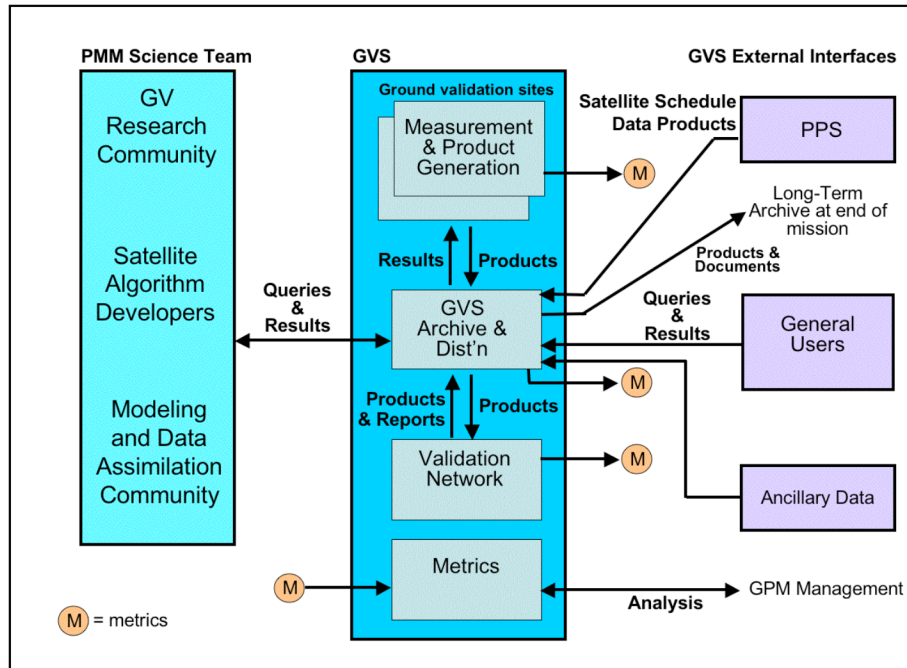 PMM Science Team
GV
Research
Community
Satellite
Algorithm
Developers
Modeling
and Data
Assimilation
Community
Queries
&
Results
GVS
Ground validation sites
Measurement
& Product
Generation
M
Results
Products
GVS
Archive &
Dist'n
M
Products
& Reports
Products
Validation
Network
M
Metrics
M
GVS External Interfaces
Satellite Schedule
Data Products
PPS
Long-Term
Archive at end of
mission
Products &
Documents
Queries
&
Results
General
Users
Ancillary Data
Analysis
GPM Management
M = metrics